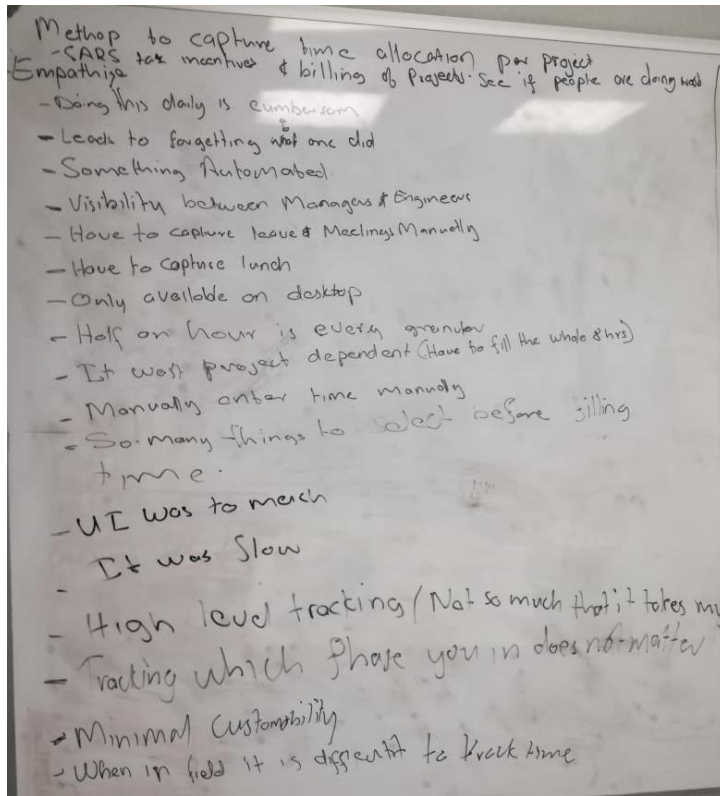 Methop to capture time allocation per project
- SARS tax incentives & billing of Projects. See if people are doing work
Empathize
- Doing this daily is cumbersom
- Leads to forgetting what one did
- Something Automated
- Visibility between Managers & Engineers
- Have to capture leave & Meetings Manually
- Have to capture lunch
- Only available on desktop
- Half an hour is every granular
- It wast project dependent (Have to fill the whole 8 hrs)
- Manually enter time manually
- So many things to select before filling
time.
- UI was to much
- It was Slow
- High level tracking / Not so much that it takes my
- Tracking which phase you in does not matter
- Minimal Customability
- When in field it is difficult to track time